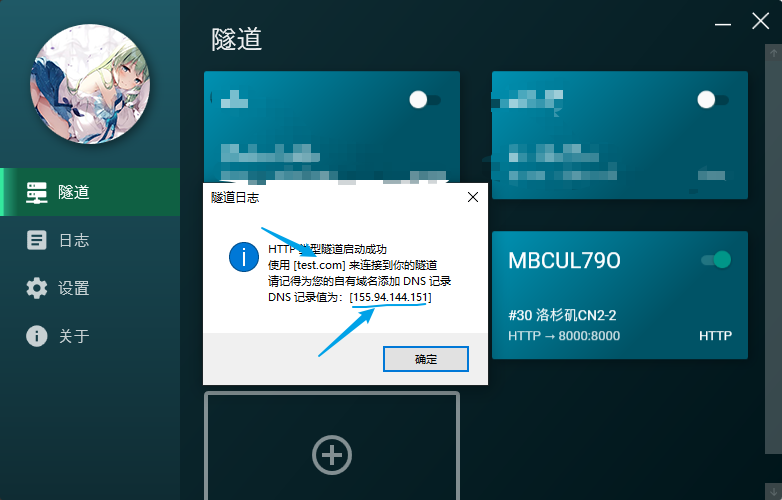 隧道
隧道
日志
设置
关于
隧道日志
HTTP 类型隧道启动成功
使用 [test.com] 来连接到你的隧道
请记得为您的自有域名添加 DNS 记录
DNS 记录值为：[155.94.144.151]
确定
MBCUL79O
#30 洛杉矶CN2-2
HTTP → 8000:8000 HTTP